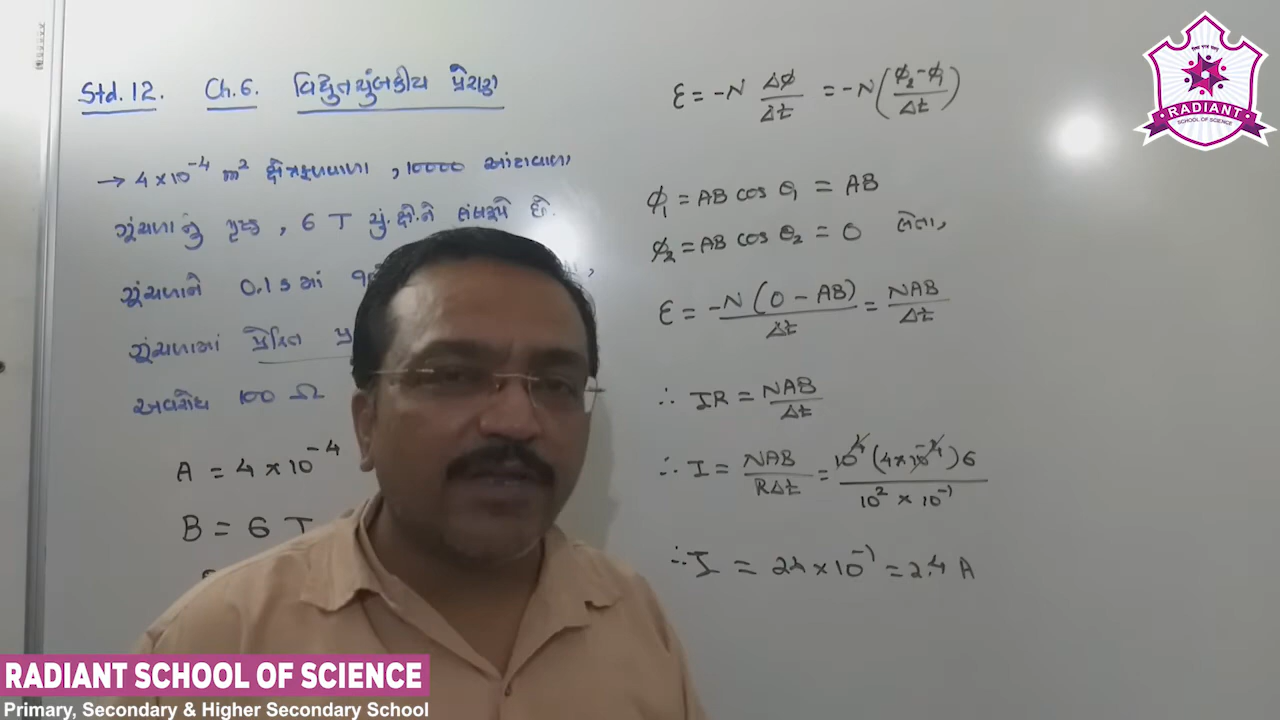 Std. 12. Ch. 6. વિદ્યુતચુંબકીય પ્રેરણ
→ 4 × 10⁻⁴ m² ક્ષેત્રફળવાળા, 10000 આંટાવાળા
ગૂંચળાનું પૃષ્ઠ, 6 T ચું.ક્ષે.ને લંબરૂપે છે.
ગૂંચળાને 0.1 s માં
ગૂંચળામાં પ્રેરિત
અવરોધ 100 Ω
A = 4 × 10⁻⁴
B = 6 T
ε = -N Δφ/Δt = -N(φ₂-φ₁/Δt)
φ₁ = AB cos θ₁ = AB
φ₂ = AB cos θ₂ = 0 લેતા,
ε = -N(0 - AB)/Δt = NAB/Δt
∴ IR = NAB/Δt
∴ I = NAB/RΔt = 10⁴(4×10⁻⁴)6/10² × 10⁻¹
∴ I = 24 × 10⁻¹ = 2.4 A
RADIANT
SCHOOL OF SCIENCE
RADIANT SCHOOL OF SCIENCE
Primary, Secondary & Higher Secondary School